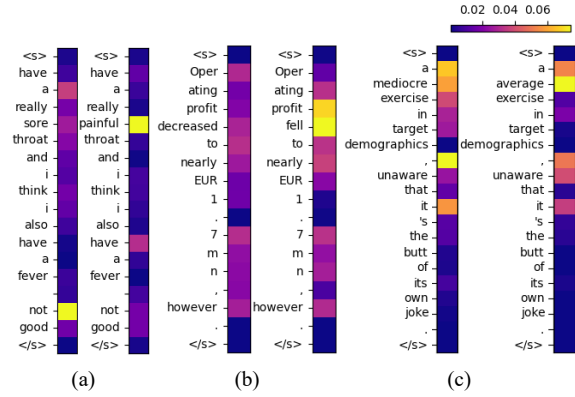 0.02 0.04 0.06
<s>
have
a
really
sore
throat
and
i
think
i
also
have
a
fever
not
good
</s>
<s>
have
a
really
painful
throat
and
i
think
i
also
have
a
fever
not
good
</s>
(a)
<s>
Oper
ating
profit
decreased
to
nearly
EUR
1
.
7
m
n
,
however
.
</s>
<s>
Oper
ating
profit
fell
to
nearly
EUR
1
.
7
m
n
,
however
.
</s>
(b)
<s>
a
mediocre
exercise
in
target
demographics
,
unaware
that
it
's
the
butt
of
its
own
joke
.
</s>
<s>
a
average
exercise
in
target
demographics
,
unaware
that
it
's
the
butt
of
its
own
joke
.
</s>
(c)